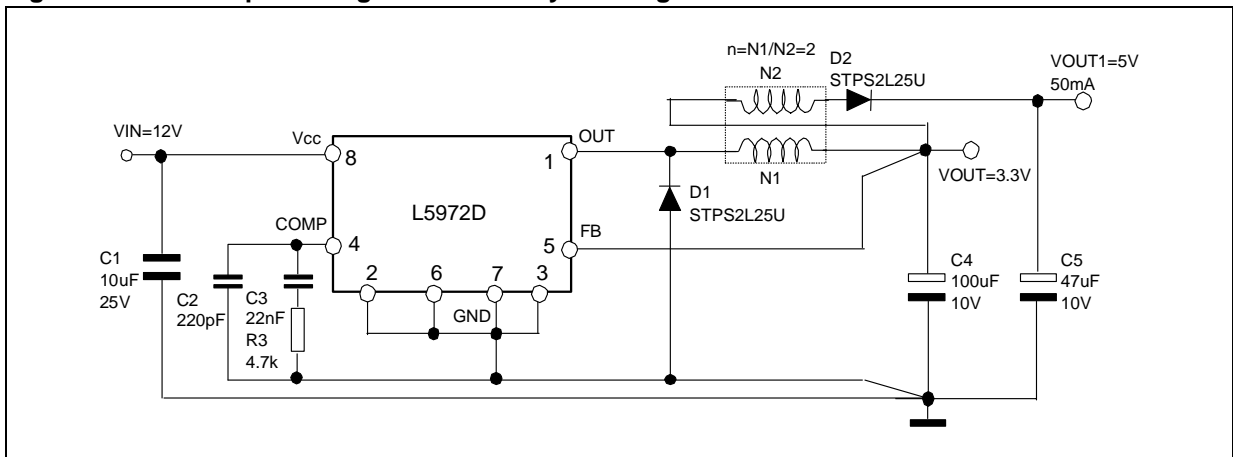 n=N1/N2=2
N2
D2
STPS2L25U
VOUT1=5V
50mA
VIN=12V
Vcc
8
OUT
1
N1
VOUT=3.3V
L5972D
D1
STPS2L25U
COMP
4
FB
5
2
6
7
3
GND
C1
10uF
25V
C2
220pF
C3
22nF
R3
4.7k
C4
100uF
10V
C5
47uF
10V